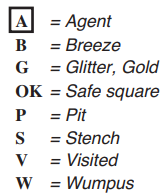 A = Agent
B = Breeze
G = Glitter, Gold
OK = Safe square
P = Pit
S = Stench
V = Visited
W = Wumpus